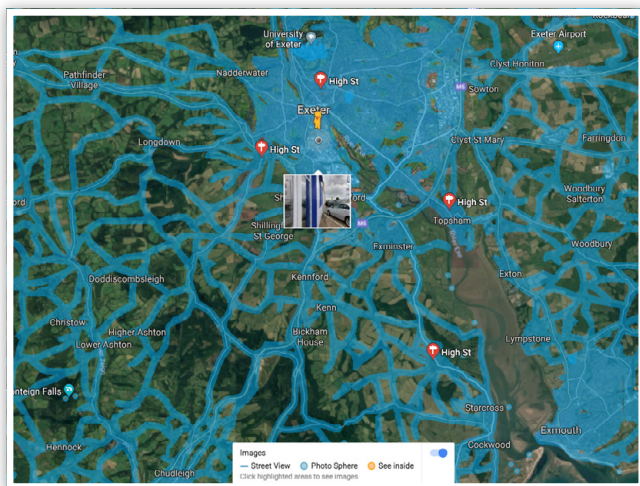 University
of Exeter
Exeter Airport
Pathfinder
Village
Nadderwater
High St
Clyst Honiton
M5
Sowton
Exeter
Longdown
High St
Clyst St Mary
Farringdon
Woodbury
Salterton
High St
Topsham
M5
St George
Exminster
Woodbury
Doddiscombsleigh
Kennford
Exton
Kenn
Christow
Higher Ashton
Bickham
House
Lower Ashton
Lympstone
High St
nteign Falls
Starcross
Exmouth
Hennock
Cockwood
Chudleigh
Images
Street View
Photo Sphere
See inside
Click highlighted areas to see images